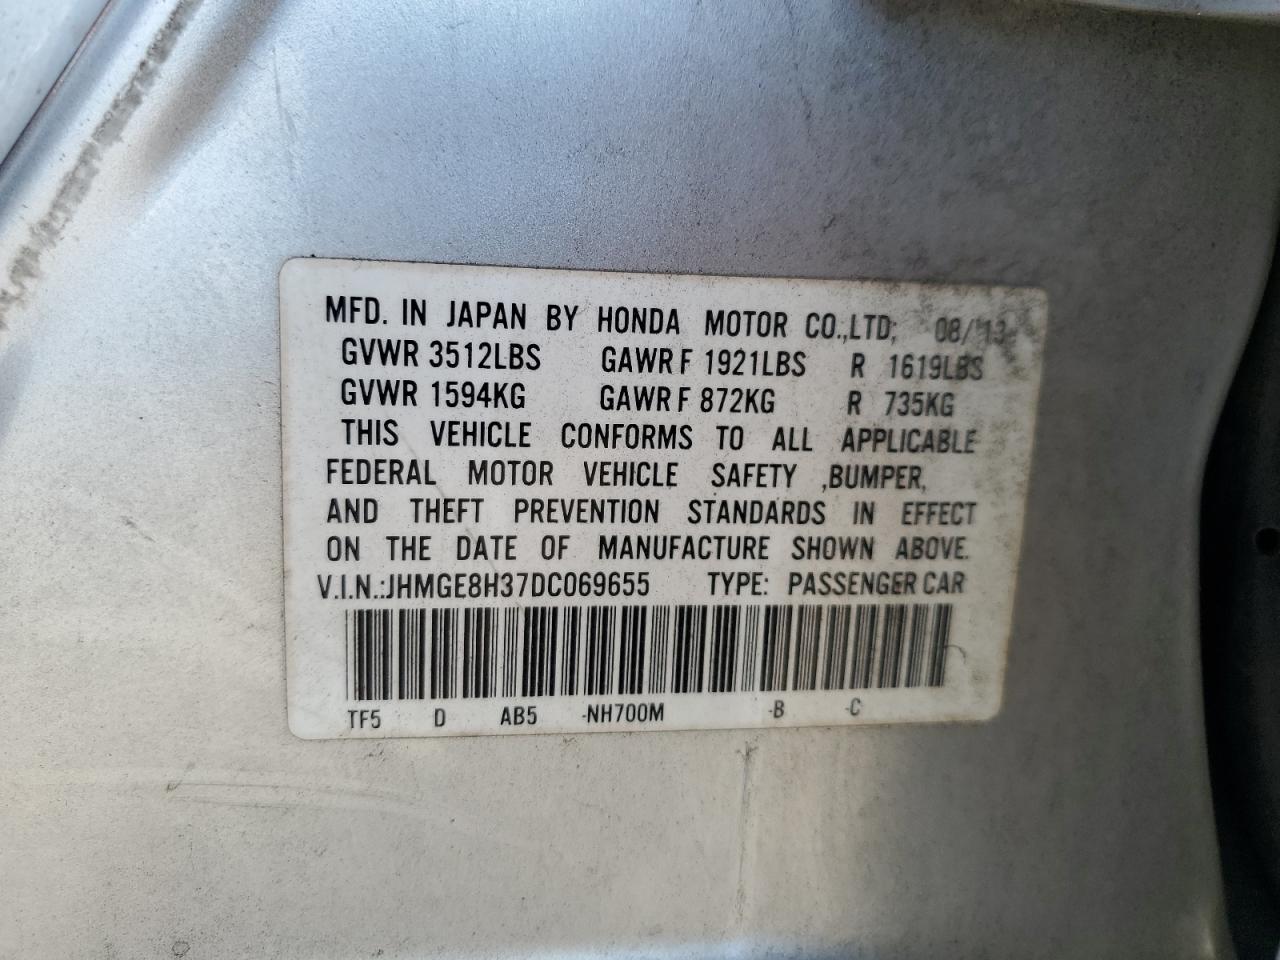 MFD. IN JAPAN BY HONDA MOTOR CO.,LTD; 08/'13
GVWR 3512LBS GAWR F 1921LBS R 1619LBS
GVWR 1594KG GAWR F 872KG R 735KG
THIS VEHICLE CONFORMS TO ALL APPLICABLE
FEDERAL MOTOR VEHICLE SAFETY ,BUMPER,
AND THEFT PREVENTION STANDARDS IN EFFECT
ON THE DATE OF MANUFACTURE SHOWN ABOVE.
V.I.N.:JHMGE8H37DC069655 TYPE: PASSENGER CAR
TF5 D AB5 -NH700M -B -C